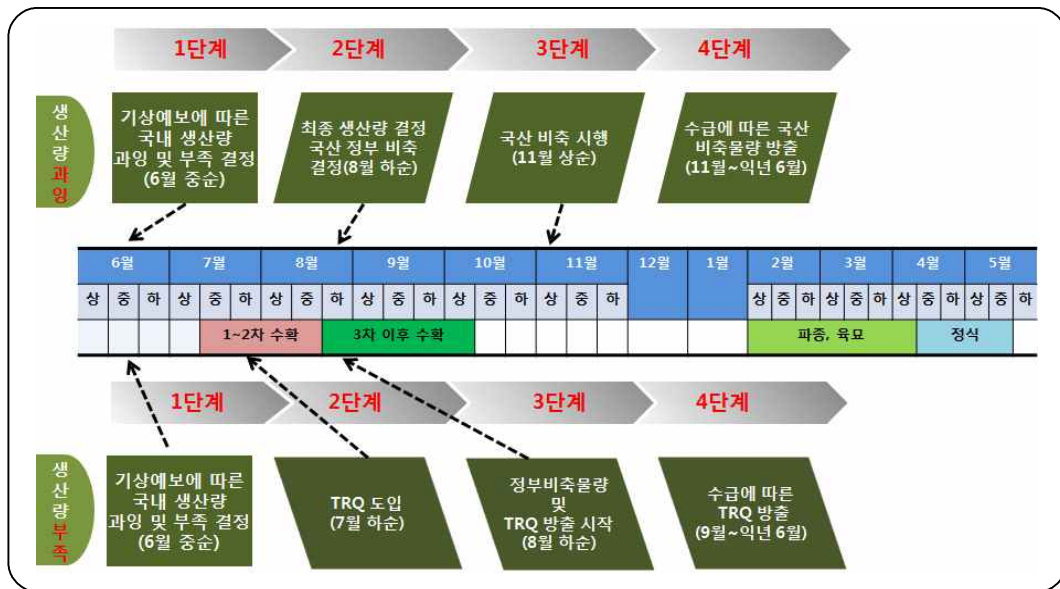 1단계 2단계 3단계 4단계
생산량과잉
기상예보에 따른
국내 생산량
과잉 및 부족 결정
(6월 중순)
최종 생산량 결정
국산 정부 비축
결정(8월 하순)
국산 비축 시행
(11월 상순)
수급에 따른 국산
비축물량 방출
(11월~익년 6월)
6월 7월 8월 9월 10월 11월 12월 1월 2월 3월 4월 5월
상 중 하 상 중 하 상 중 하 상 중 하 상 중 하 상 중 하 상 중 하 상 중 하 상 중 하 상 중 하
1~2차 수확 3차 이후 수확 파종, 육묘 정식
1단계 2단계 3단계 4단계
생산량부족
기상예보에 따른
국내 생산량
과잉 및 부족 결정
(6월 중순)
TRQ 도입
(7월 하순)
정부비축물량
및
TRQ 방출 시작
(8월 하순)
수급에 따른
TRQ 방출
(9월~익년 6월)